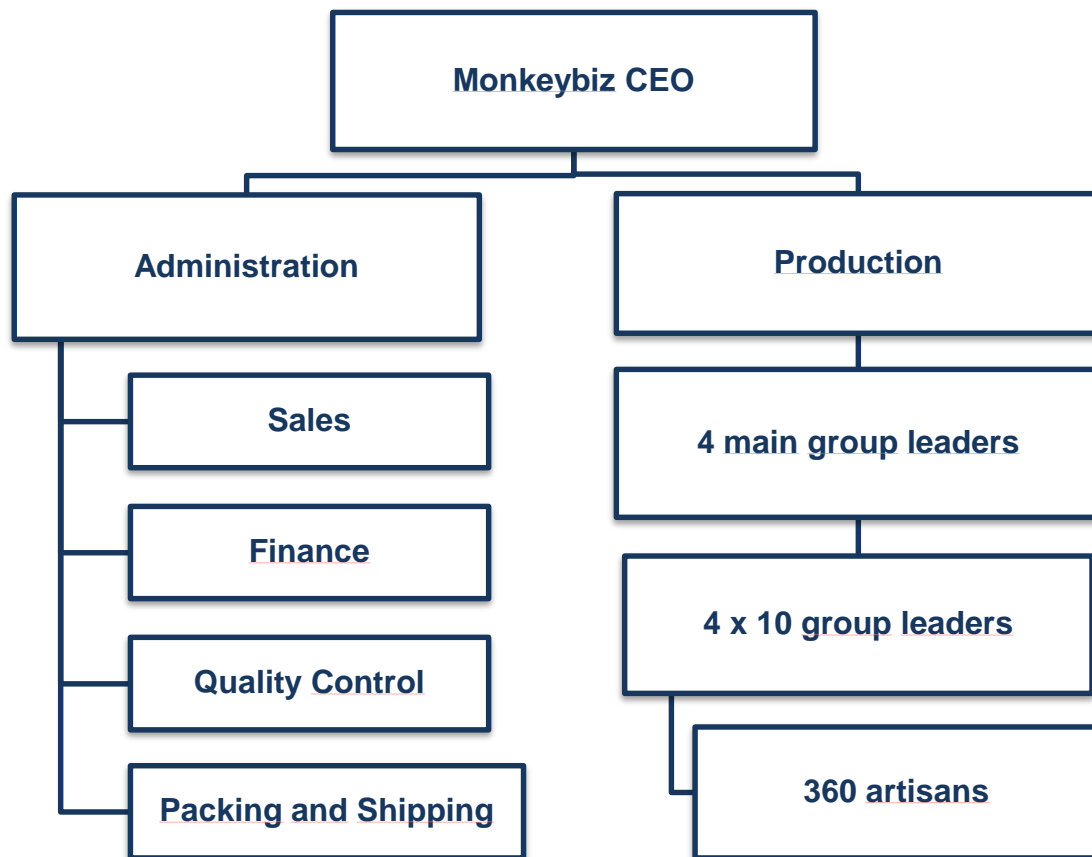 Monkeybiz CEO
Administration
Production
Sales
4 main group leaders
Finance
4 x 10 group leaders
Quality Control
360 artisans
Packing and Shipping